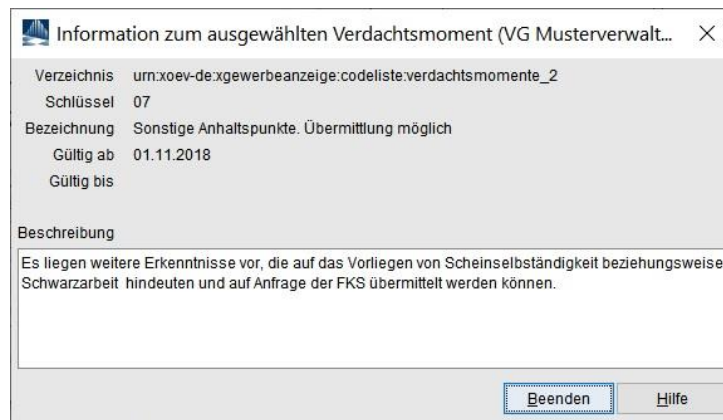 Information zum ausgewählten Verdachtsmoment (VG Musterverwalt...
Verzeichnis urn:xoev-de:xgewerbeanzeige:codeliste:verdachtsmomente_2
Schlüssel 07
Bezeichnung Sonstige Anhaltspunkte. Übermittlung möglich
Gültig ab 01.11.2018
Gültig bis
Beschreibung
Es liegen weitere Erkenntnisse vor, die auf das Vorliegen von Scheinselbständigkeit beziehungsweise
Schwarzarbeit hindeuten und auf Anfrage der FKS übermittelt werden können.
Beenden Hilfe